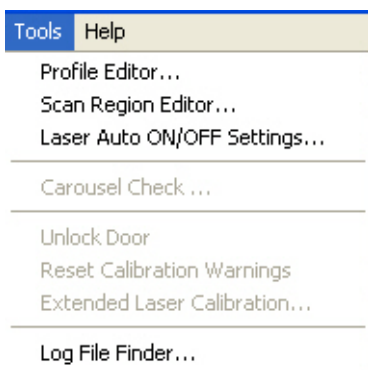 Tools Help
Profile Editor...
Scan Region Editor...
Laser Auto ON/OFF Settings...
Carousel Check ...
Unlock Door
Reset Calibration Warnings
Extended Laser Calibration...
Log File Finder...